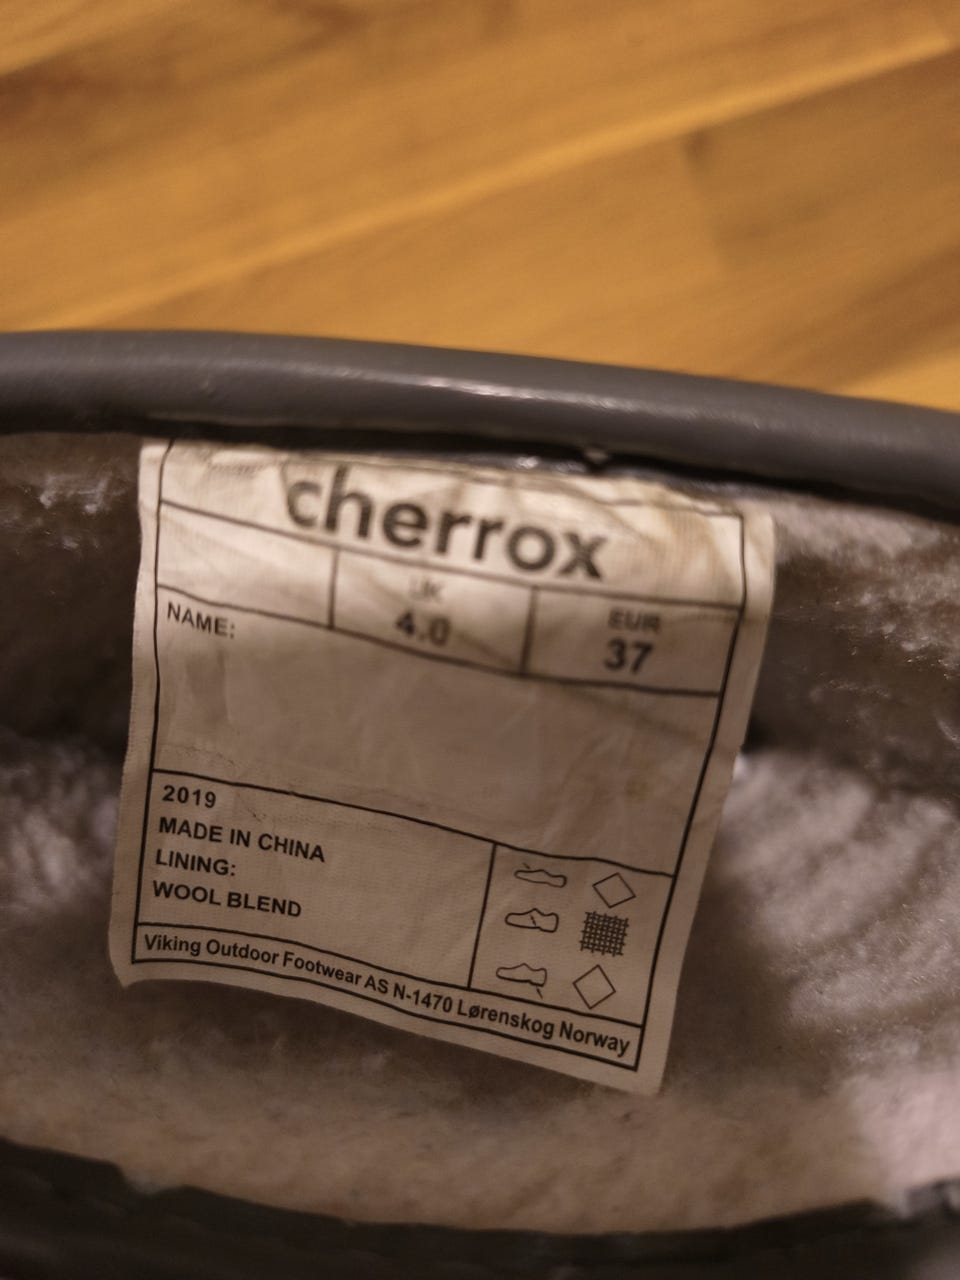 cherrox
UK
4.0
EUR
37
NAME:
2019
MADE IN CHINA
LINING:
WOOL BLEND
Viking Outdoor Footwear AS N-1470 Lørenskog Norway